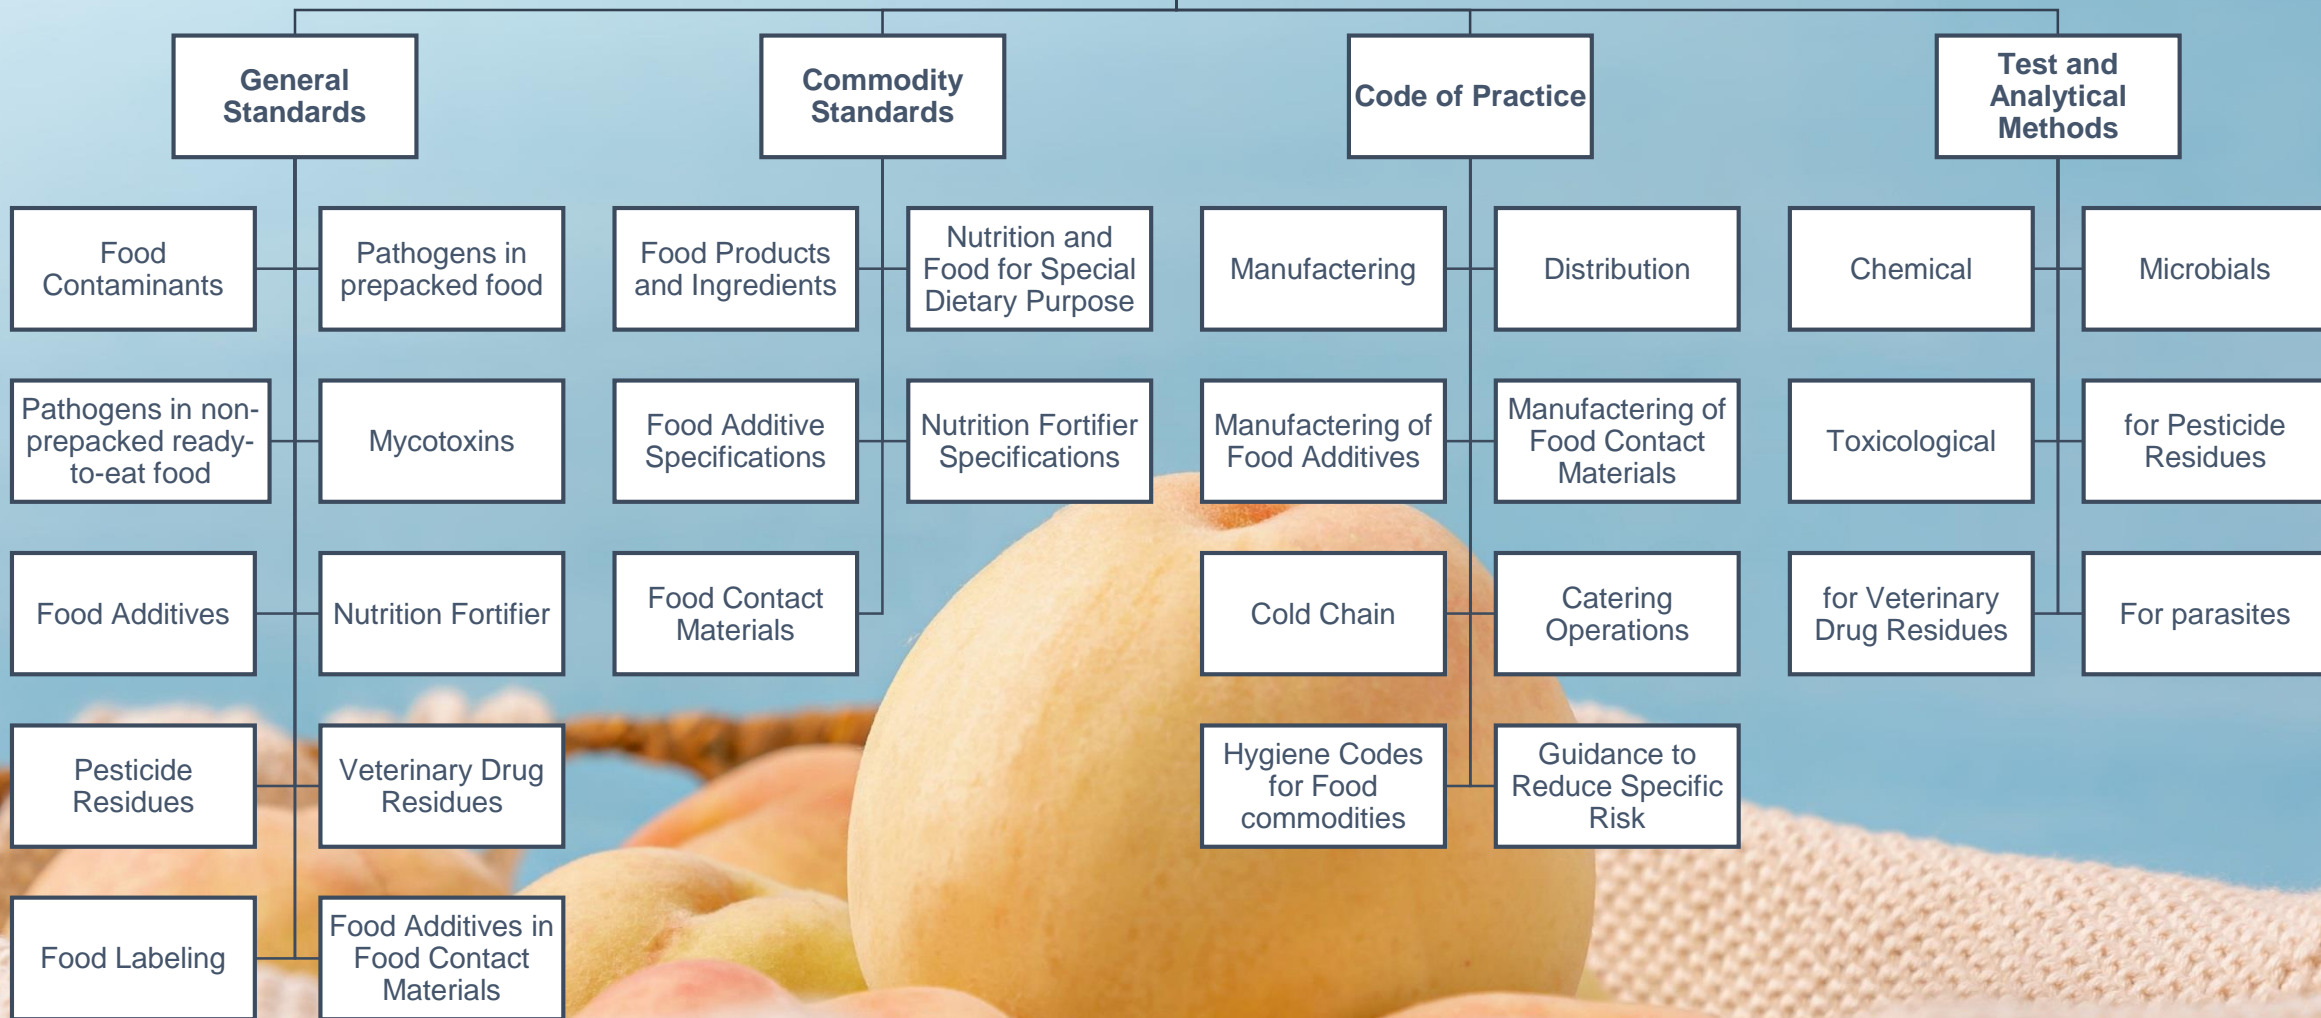 General
Standards
Commodity
Standards
Code of Practice
Test and
Analytical
Methods
Food
Contaminants
Pathogens in
prepacked food
Pathogens in non-
prepacked ready-
to-eat food
Mycotoxins
Food Additives
Nutrition Fortifier
Pesticide
Residues
Veterinary Drug
Residues
Food Labeling
Food Additives in
Food Contact
Materials
Food Products
and Ingredients
Nutrition and
Food for Special
Dietary Purpose
Food Additive
Specifications
Nutrition Fortifier
Specifications
Food Contact
Materials
Manufactering
Distribution
Manufactering of
Food Additives
Manufactering of
Food Contact
Materials
Cold Chain
Catering
Operations
Hygiene Codes
for Food
commodities
Guidance to
Reduce Specific
Risk
Chemical
Microbials
Toxicological
for Pesticide
Residues
for Veterinary
Drug Residues
For parasites